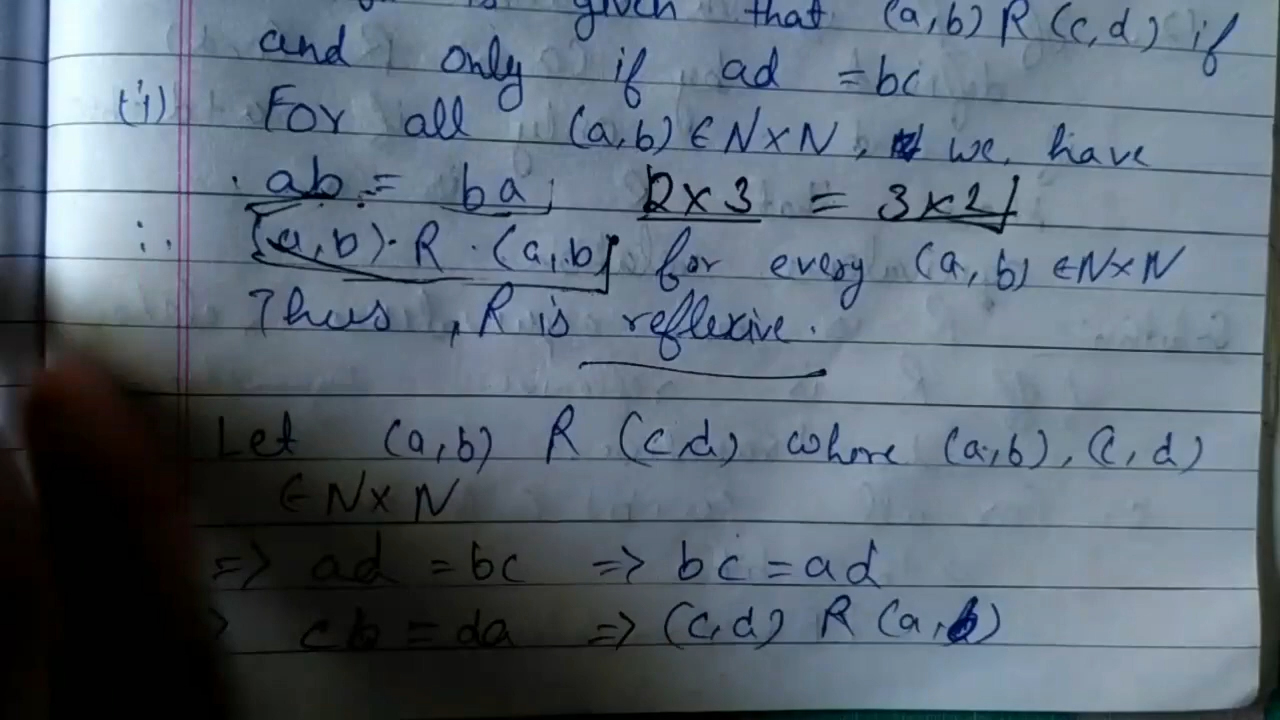 is given that (a,b) R (c,d) if
and only if ad = bc
(i) For all (a,b) ∈ N×N, we, have
ab = ba, 2×3 = 3×2
∴ (a,b) · R · (a,b) for every (a,b) ∈ N×N
Thus, R is reflexive.
Let (a,b) R (c,d) where (a,b), (c,d)
∈ N×N
=> ad = bc => bc = ad
cb = da => (c,d) R (a,b)